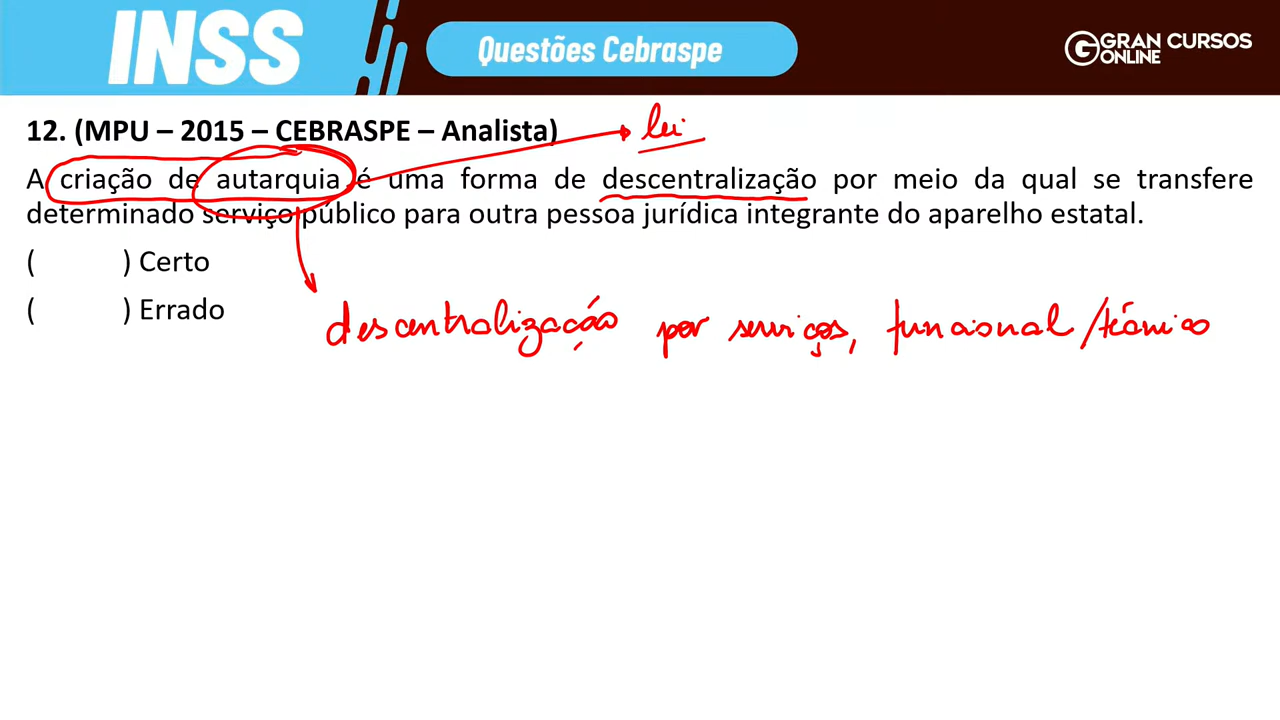 INSS
Questões Cebraspe
GRAN CURSOS
ONLINE
12. (MPU – 2015 – CEBRASPE – Analista)
lei
A criação de autarquia é uma forma de descentralização por meio da qual se transfere
determinado serviço público para outra pessoa jurídica integrante do aparelho estatal.
( ) Certo
( ) Errado
descentralização por serviços, funcional/técnico